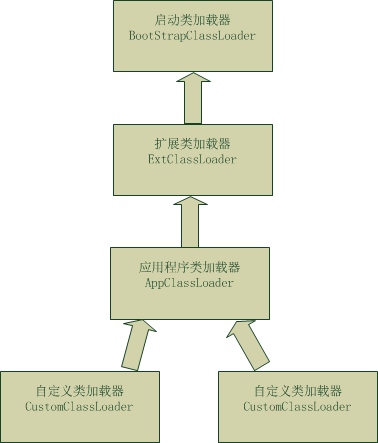 启动类加载器
BootStrapClassLoader
扩展类加载器
ExtClassLoader
应用程序类加载器
AppClassLoader
自定义类加载器
CustomClassLoader
自定义类加载器
CustomClassLoader